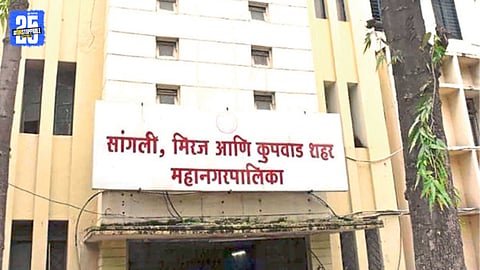 25
सांगली, मिरज आणि कुपवाड शहर
महानगरपालिका